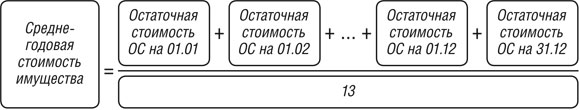 Средне-
годовая
стоимость
имущества
=
Остаточная
стоимость
ОС на 01.01
+
Остаточная
стоимость
ОС на 01.02
+ ... +
Остаточная
стоимость
ОС на 01.12
+
Остаточная
стоимость
ОС на 31.12
13